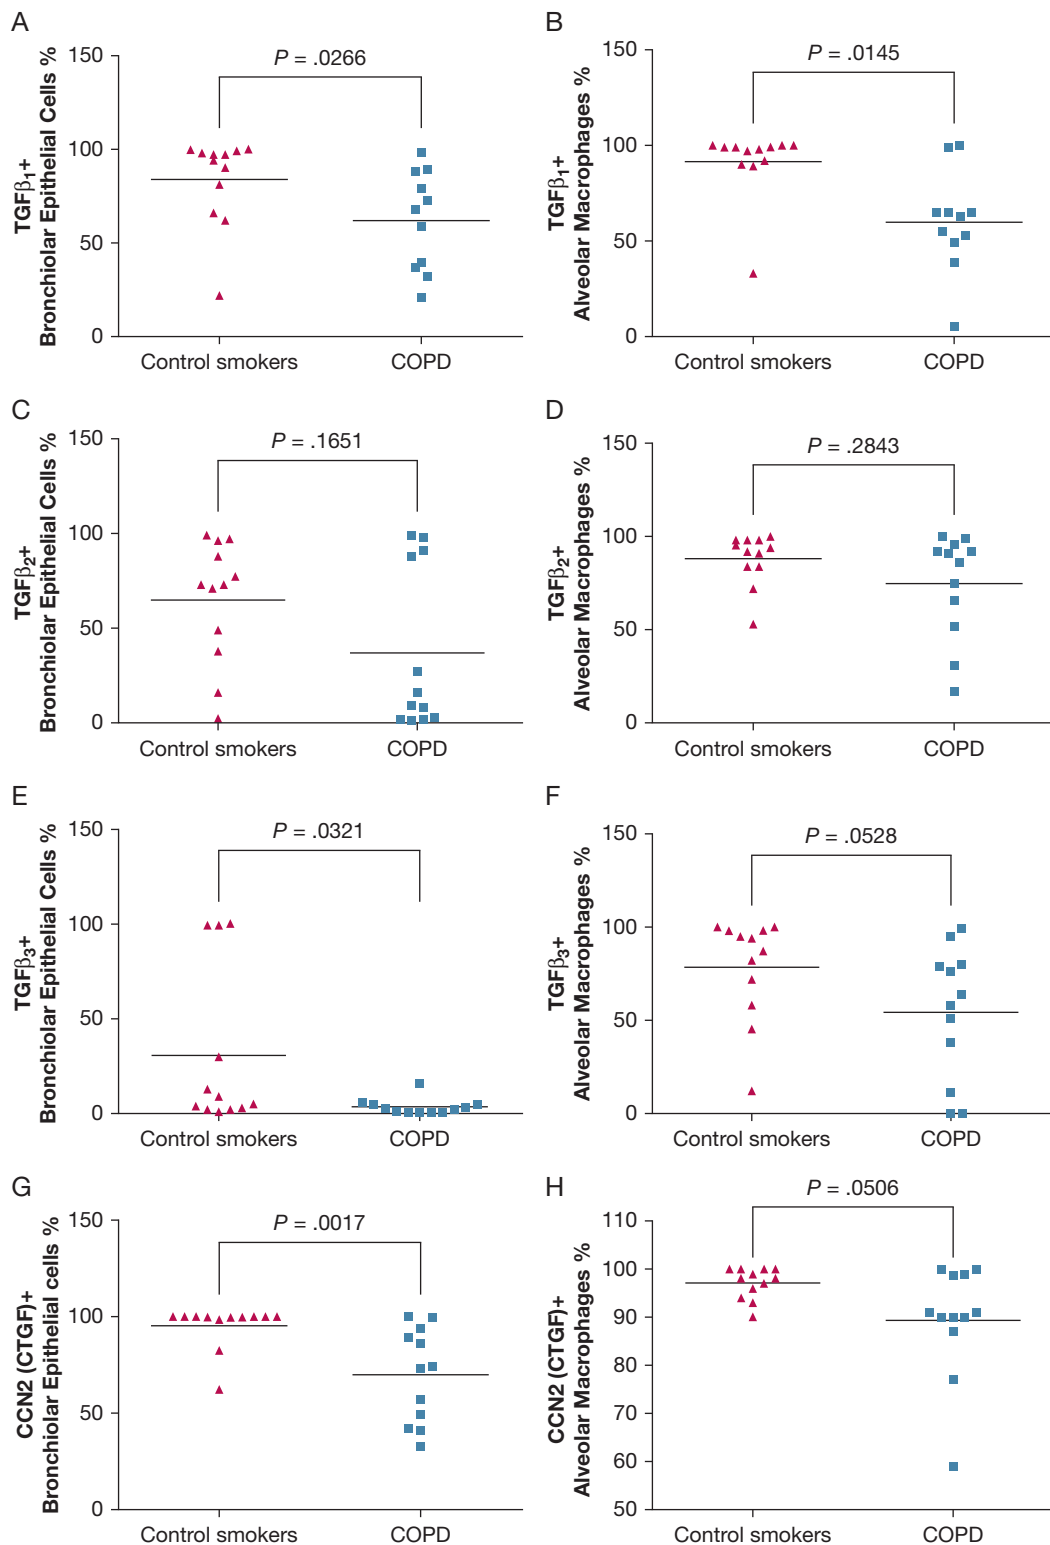 A
TGFβ1+
Bronchiolar Epithelial Cells %
150
100
50
0
P = .0266
Control smokers
COPD
B
TGFβ1+
Alveolar Macrophages %
150
100
50
0
P = .0145
Control smokers
COPD
C
TGFβ2+
Bronchiolar Epithelial Cells %
150
100
50
0
P = .1651
Control smokers
COPD
D
TGFβ2+
Alveolar Macrophages %
150
100
50
0
P = .2843
Control smokers
COPD
E
TGFβ3+
Bronchiolar Epithelial Cells %
150
100
50
0
P = .0321
Control smokers
COPD
F
TGFβ3+
Alveolar Macrophages %
150
100
50
0
P = .0528
Control smokers
COPD
G
CCN2 (CTGF)+
Bronchiolar Epithelial cells %
150
100
50
0
P = .0017
Control smokers
COPD
H
CCN2 (CTGF)+
Alveolar Macrophages %
110
100
90
80
70
60
50
P = .0506
Control smokers
COPD